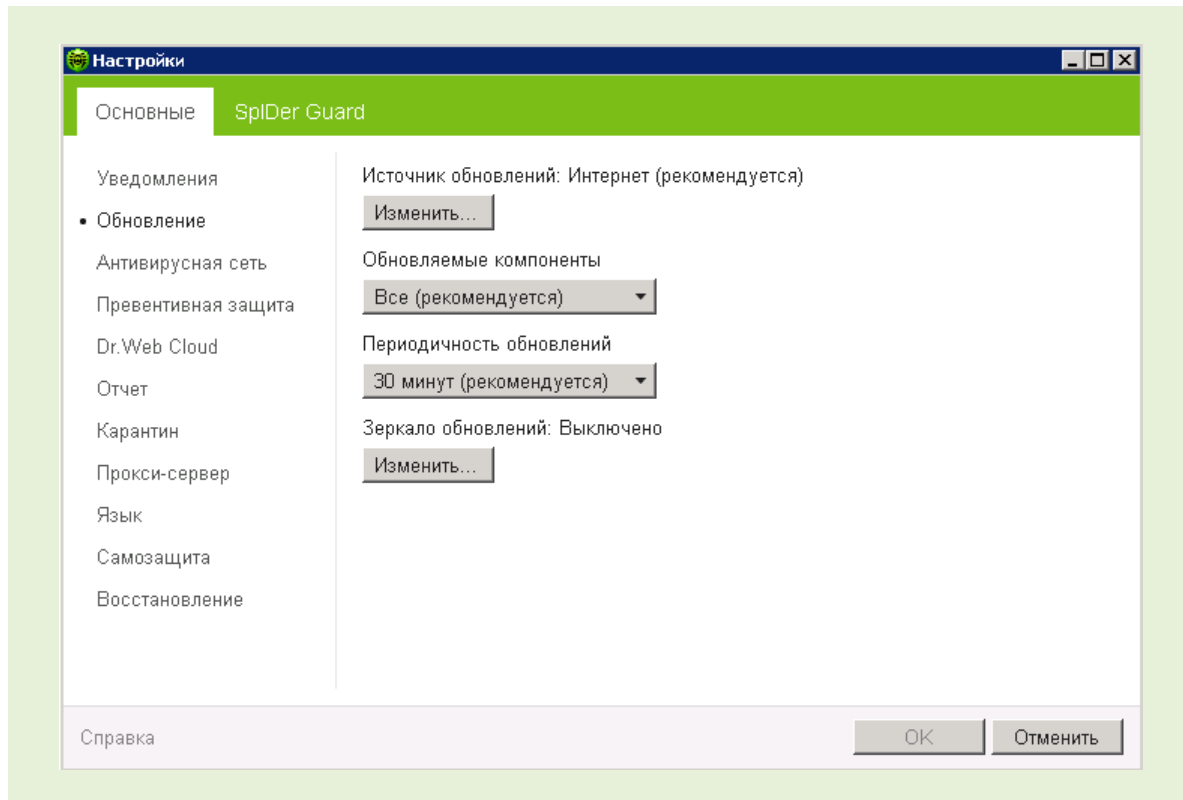 Настройки
Основные SpIDer Guard
Уведомления
Обновление
Антивирусная сеть
Превентивная защита
Dr.Web Cloud
Отчет
Карантин
Прокси-сервер
Язык
Самозащита
Восстановление
Источник обновлений: Интернет (рекомендуется)
Изменить...
Обновляемые компоненты
Все (рекомендуется)
Периодичность обновлений
30 минут (рекомендуется)
Зеркало обновлений: Выключено
Изменить...
Справка
OK Отменить